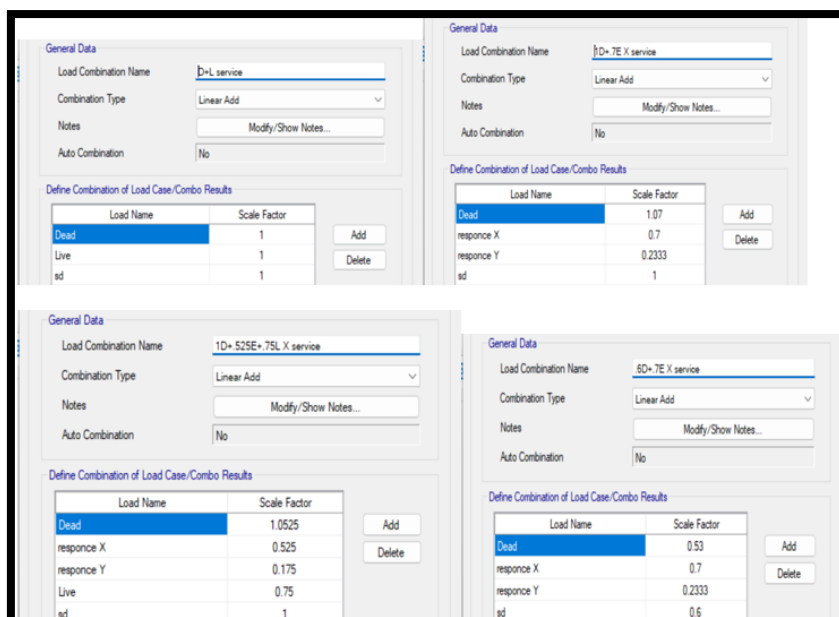 General Data
Load Combination Name D+L service
Combination Type Linear Add
Notes Modify/Show Notes...
Auto Combination No
Define Combination of Load Case/Combo Results
Load Name Scale Factor
Dead 1 Add
Live 1 Delete
sd 1
General Data
Load Combination Name 1D+.7E X service
Combination Type Linear Add
Notes Modify/Show Notes...
Auto Combination No
Define Combination of Load Case/Combo Results
Load Name Scale Factor
Dead 1.07 Add
responce X 0.7 Delete
responce Y 0.2333
sd 1
General Data
Load Combination Name 1D+.525E+.75L X service
Combination Type Linear Add
Notes Modify/Show Notes...
Auto Combination No
Define Combination of Load Case/Combo Results
Load Name Scale Factor
Dead 1.0525 Add
responce X 0.525 Delete
responce Y 0.175
Live 0.75
sd 1
General Data
Load Combination Name .6D+.7E X service
Combination Type Linear Add
Notes Modify/Show Notes...
Auto Combination No
Define Combination of Load Case/Combo Results
Load Name Scale Factor
Dead 0.53 Add
responce X 0.7 Delete
responce Y 0.2333
sd 0.6